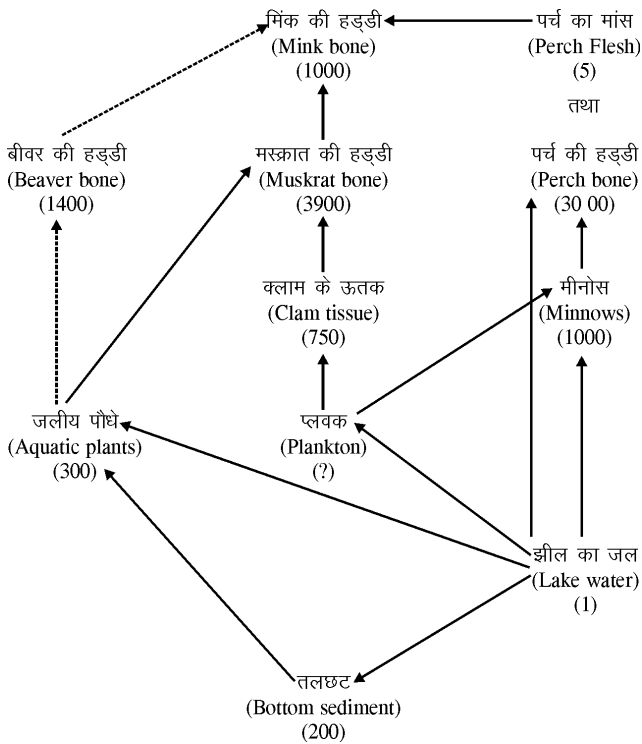 मिंक की हड्डी
(Mink bone)
(1000)
पर्च का मांस
(Perch Flesh)
(5)
तथा
बीवर की हड्डी
(Beaver bone)
(1400)
मस्क्रात की हड्डी
(Muskrat bone)
(3900)
पर्च की हड्डी
(Perch bone)
(30 00)
क्लाम के ऊतक
(Clam tissue)
(750)
मीनोस
(Minnows)
(1000)
जलीय पौधे
(Aquatic plants)
(300)
प्लवक
(Plankton)
(?)
झील का जल
(Lake water)
(1)
तलछट
(Bottom sediment)
(200)